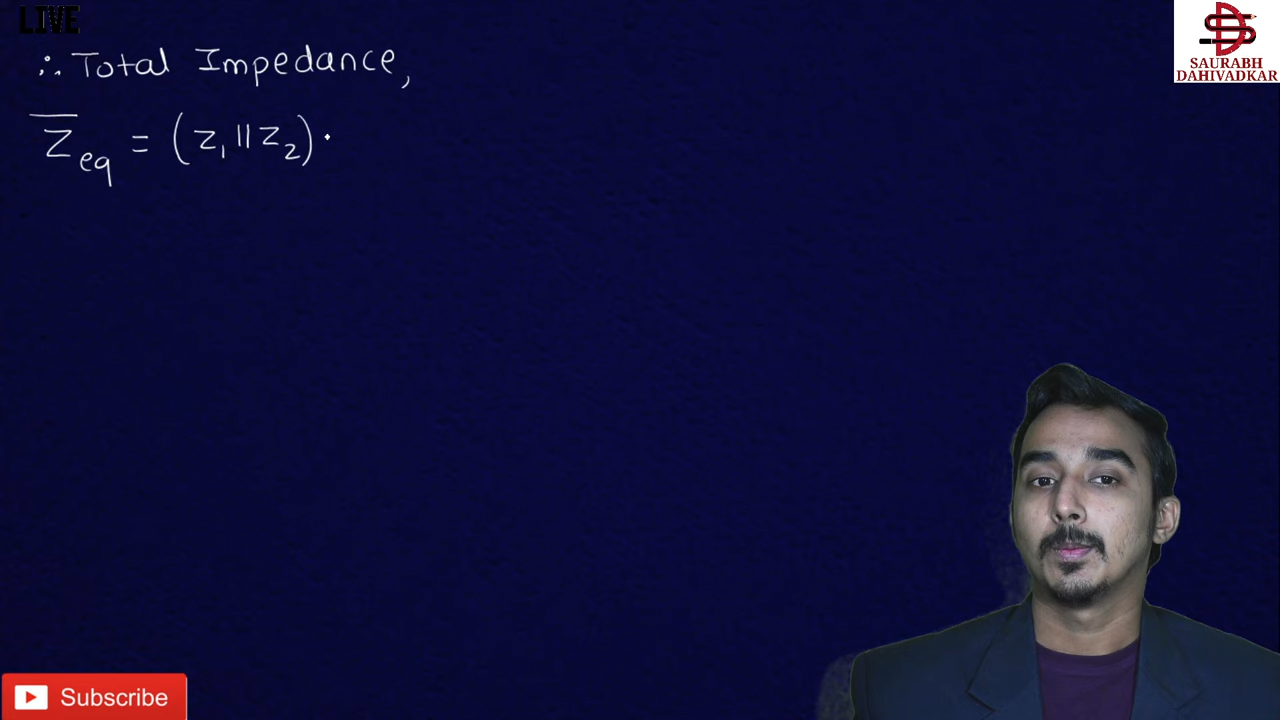 LIVE
∴ Total Impedance,
Z̅eq = (Z₁ || Z₂)
SAURABH
DAHIVADKAR
Subscribe